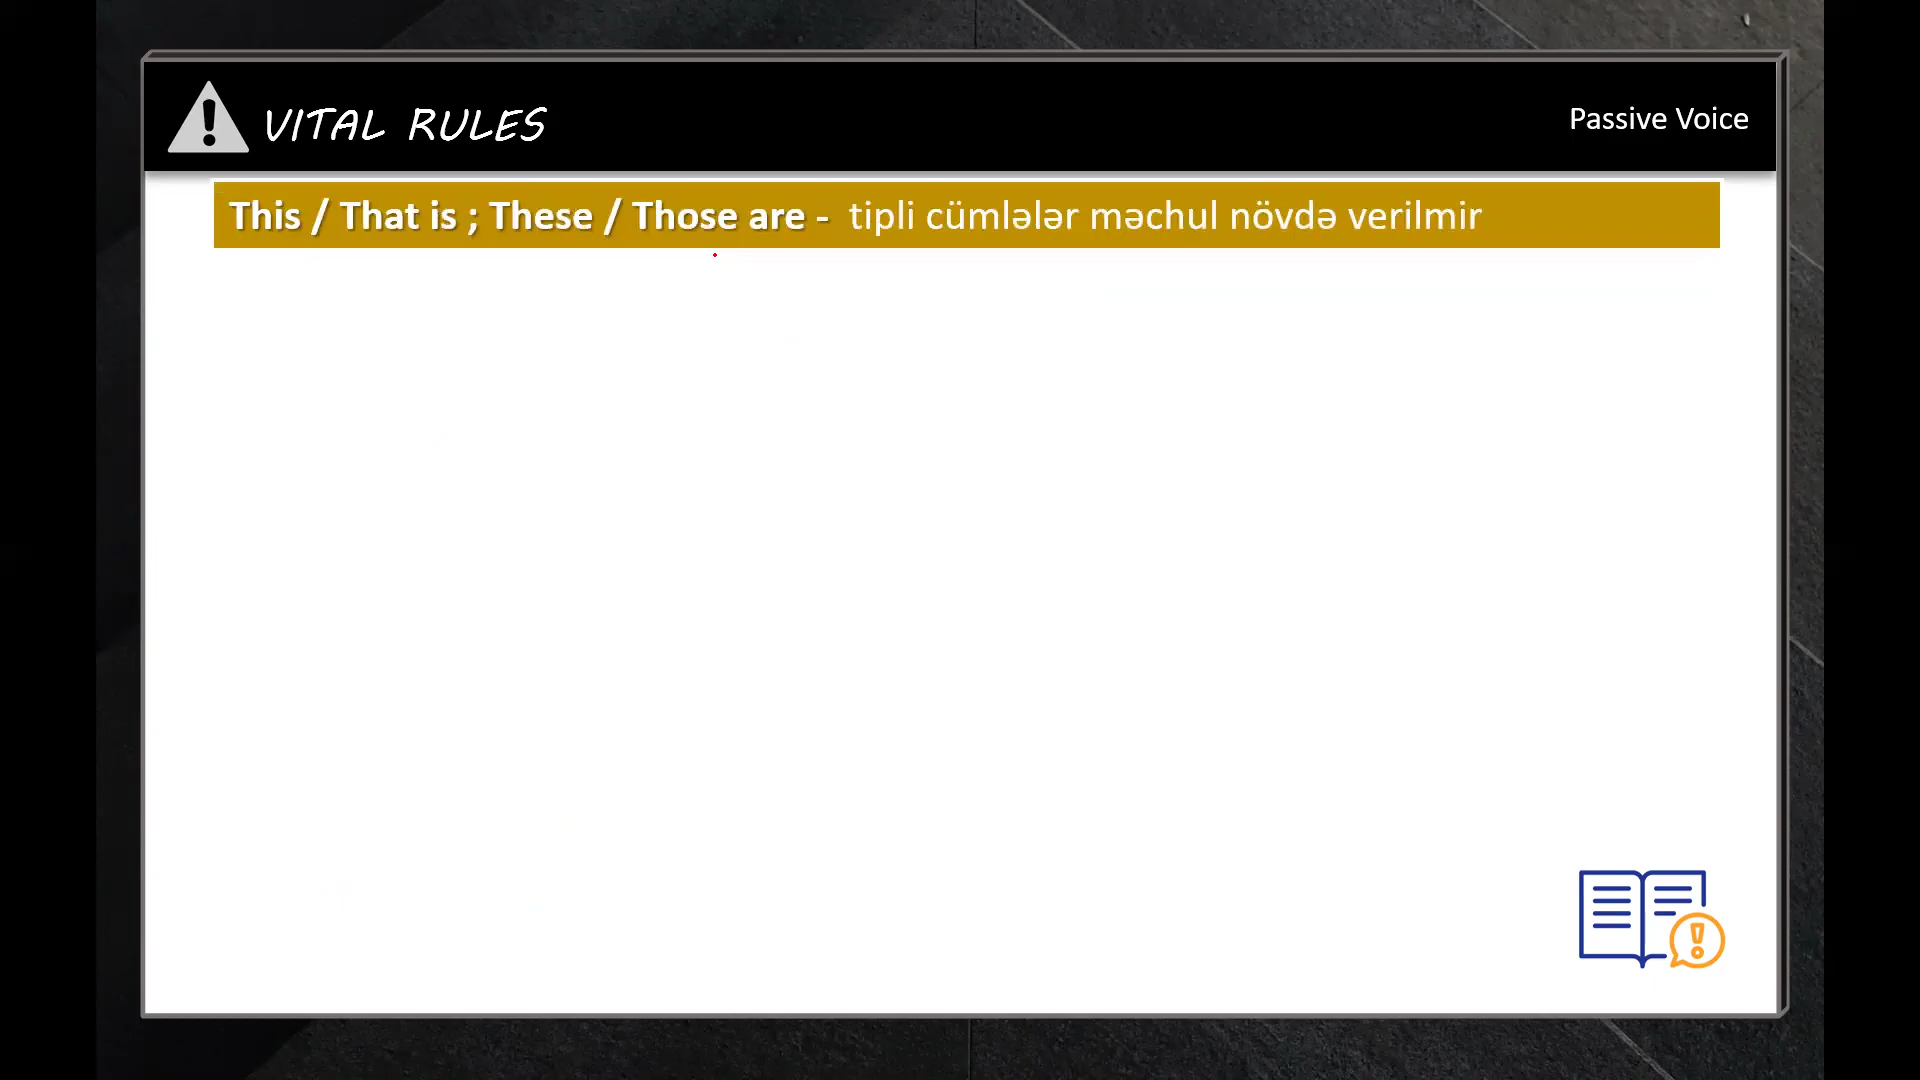 VITAL RULES
Passive Voice
This / That is ; These / Those are - tipli cümlələr məchul növdə verilmir